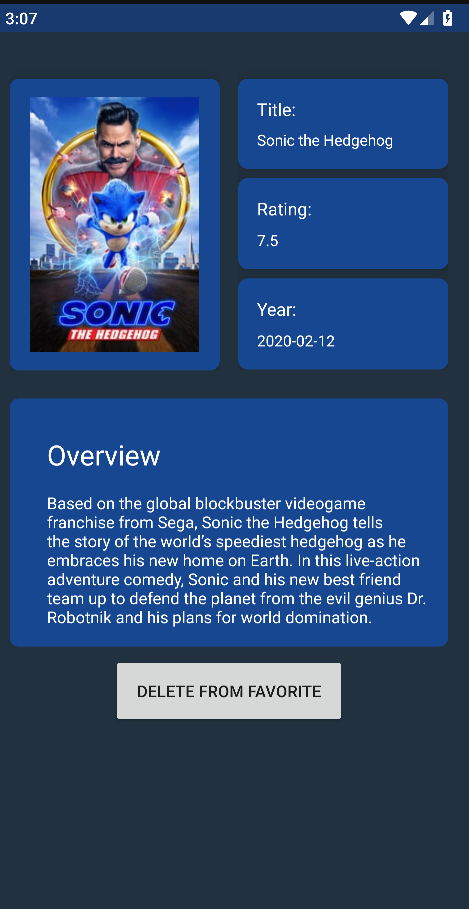 3:07
SONIC
THE HEDGEHOG
Title:
Sonic the Hedgehog
Rating:
7.5
Year:
2020-02-12
Overview
Based on the global blockbuster videogame
franchise from Sega, Sonic the Hedgehog tells
the story of the world’s speediest hedgehog as he
embraces his new home on Earth. In this live-action
adventure comedy, Sonic and his new best friend
team up to defend the planet from the evil genius Dr.
Robotnik and his plans for world domination.
DELETE FROM FAVORITE